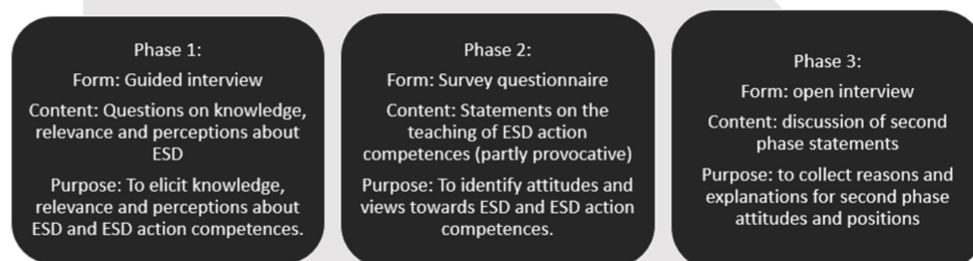 Phase 1:
Form: Guided interview
Content: Questions on knowledge,
relevance and perceptions about
ESD
Purpose: To elicit knowledge,
relevance and perceptions about
ESD and ESD action competences.
Phase 2:
Form: Survey questionnaire
Content: Statements on the
teaching of ESD action
competences (partly provocative)
Purpose: To identify attitudes and
views towards ESD and ESD action
competences.
Phase 3:
Form: open interview
Content: discussion of second
phase statements
Purpose: to collect reasons and
explanations for second phase
attitudes and positions